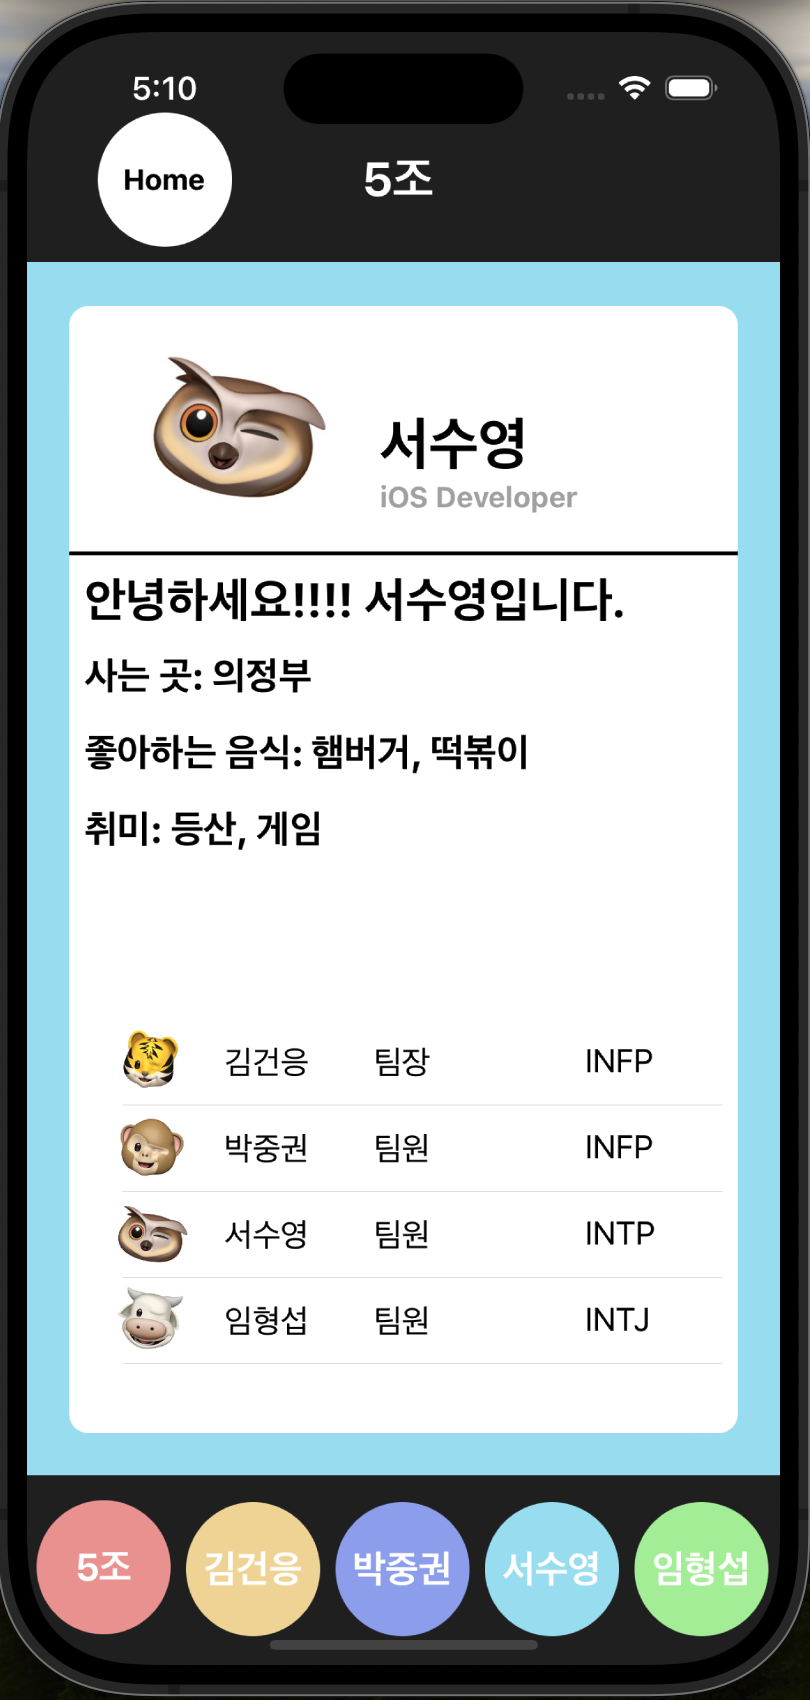 5:10
Home
5조
서수영
iOS Developer
안녕하세요!!!! 서수영입니다.
사는 곳: 의정부
좋아하는 음식: 햄버거, 떡볶이
취미: 등산, 게임
김건응 팀장 INFP
박중권 팀원 INFP
서수영 팀원 INTP
임형섭 팀원 INTJ
5조 김건응 박중권 서수영 임형섭